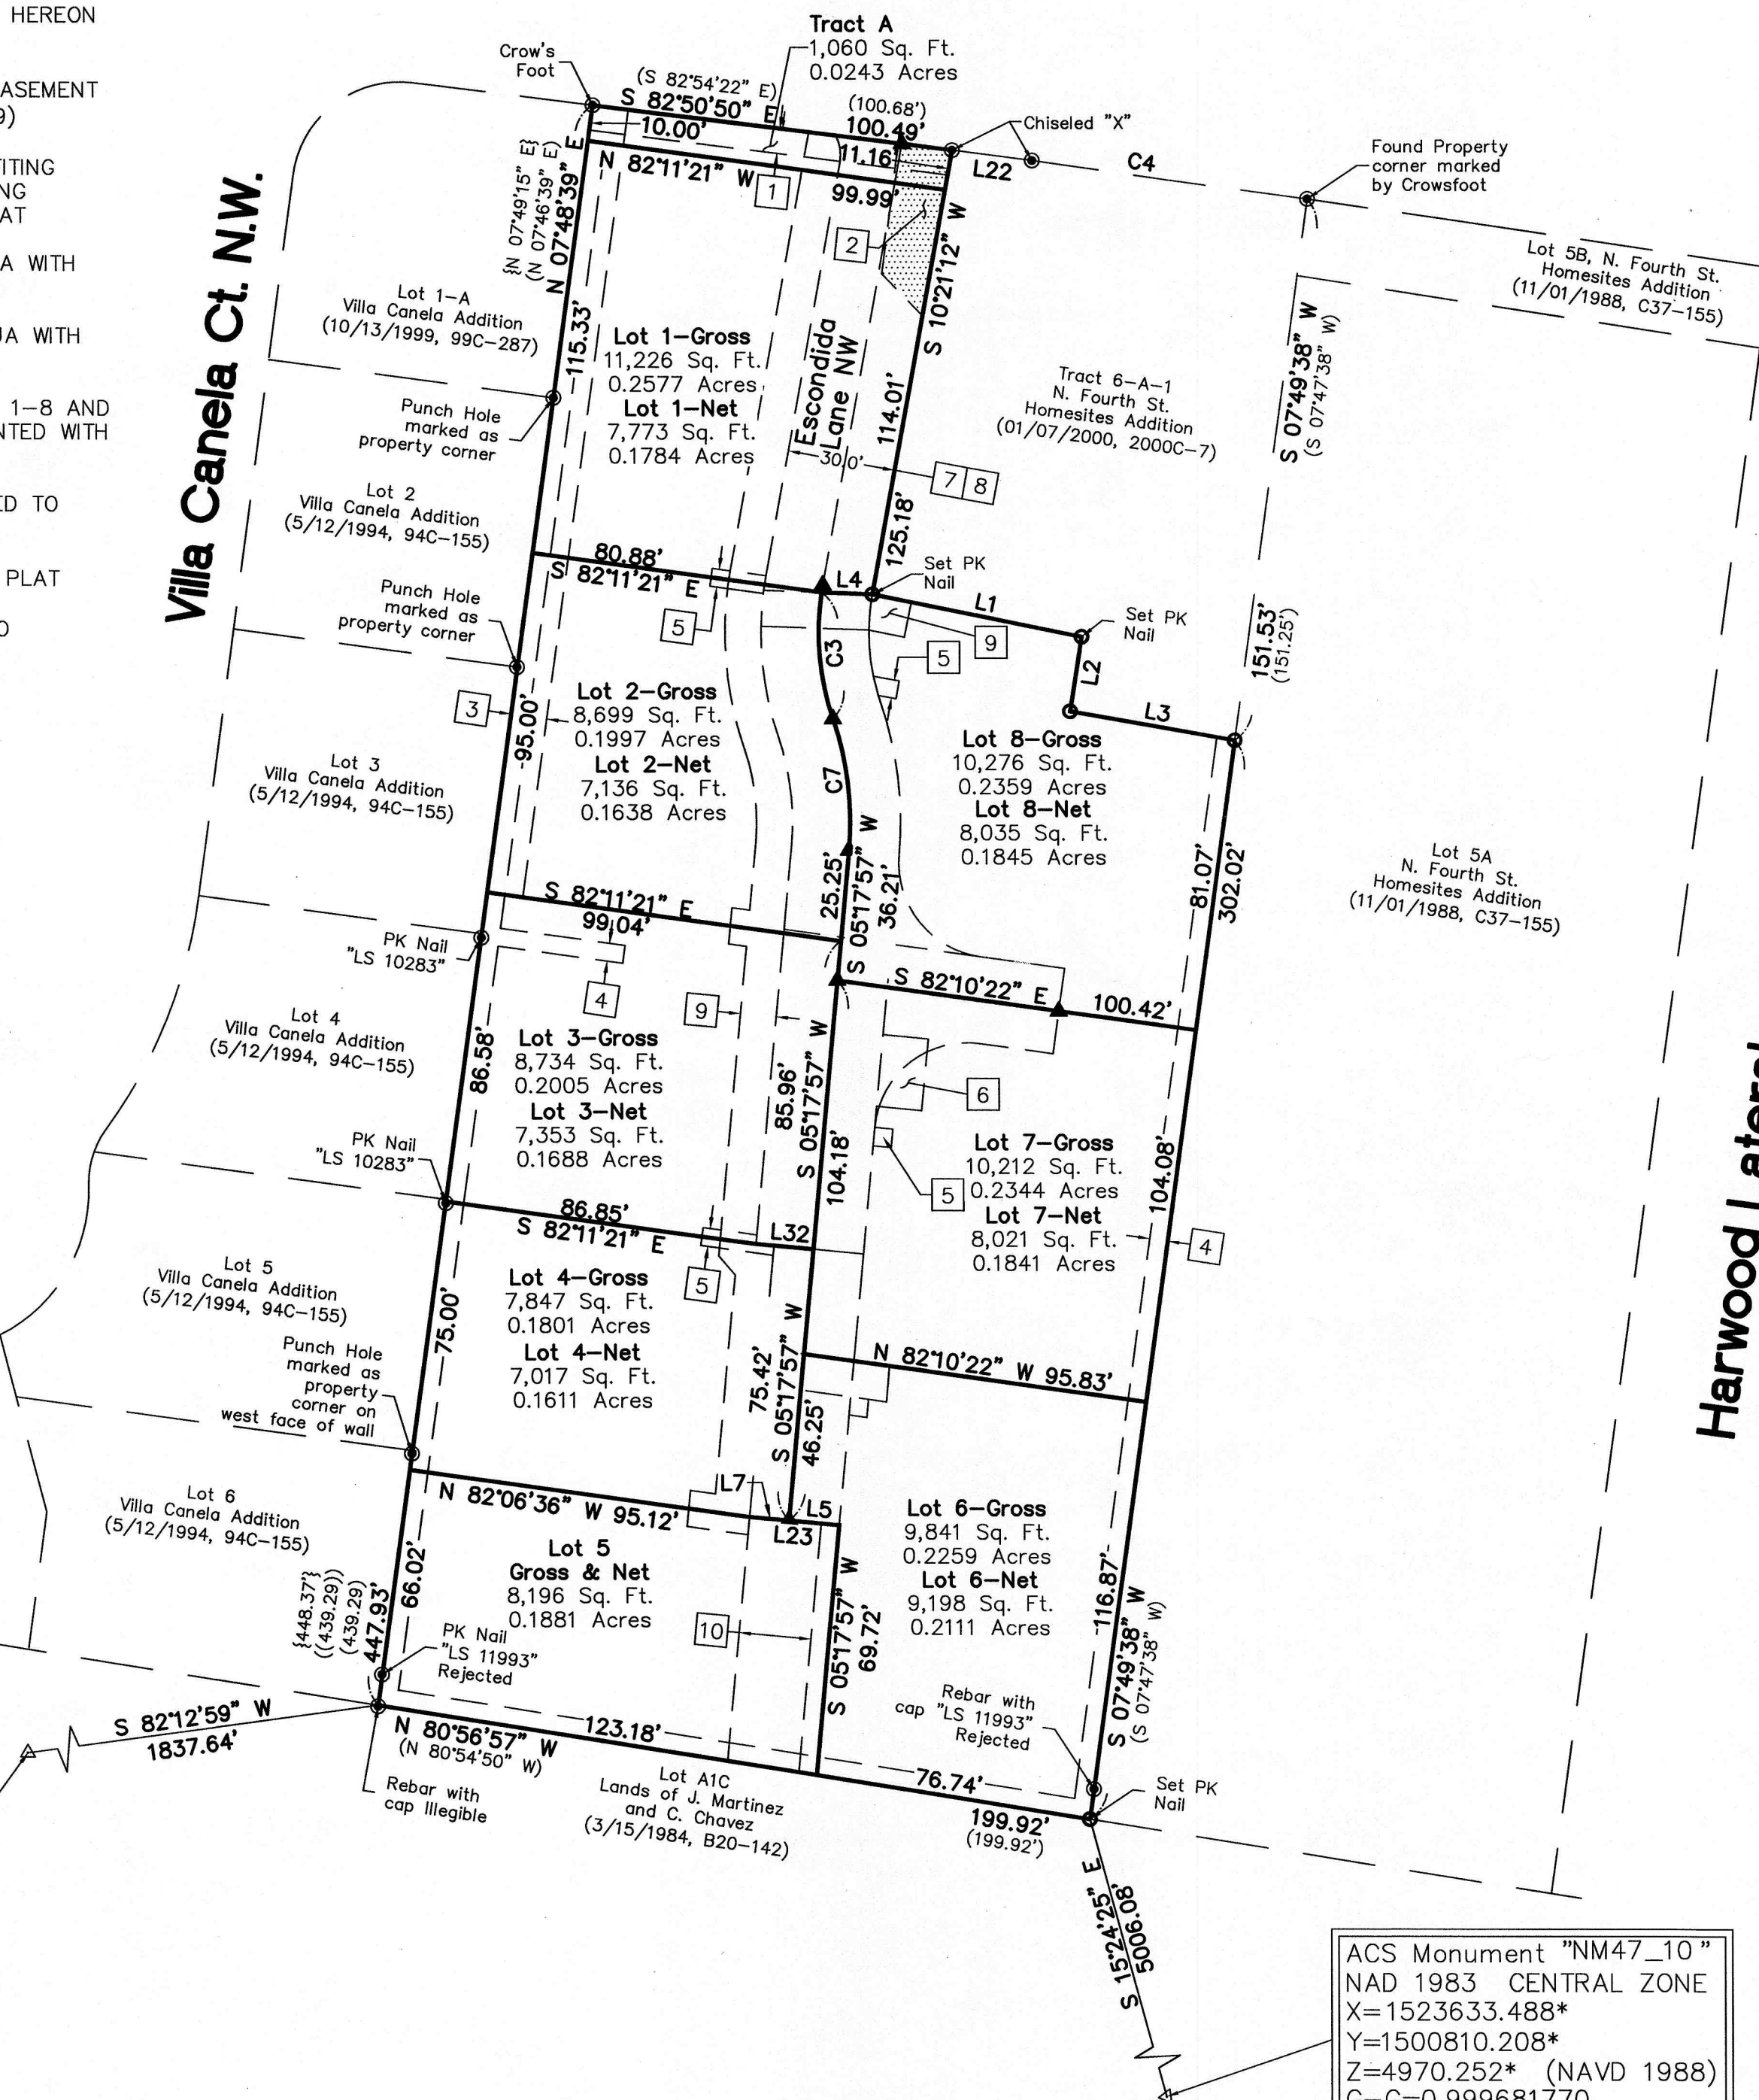 HEREON
ASEMENT
9)
TITING
NG
AT
A WITH
JA WITH
1-8 AND
NTED WITH
ED TO
PLAT
O
Tract A
1,060 Sq. Ft.
0.0243 Acres
Crow's
Foot
(S 82°54'22" E)
S 82°50'50" E
(100.68')
100.49'
10.00'
11.16
N 82°11'21" W
99.99'
1
2
Chiseled "X"
L22
C4
Found Property
corner marked
by Crowsfoot
Lot 5B, N. Fourth St.
Homesites Addition
(11/01/1988, C37-155)
Villa Canela Ct. N.W.
{N 07°49'15" E}
(N 07°46'39" E)
N 07°48'39" E
115.33'
Lot 1-A
Villa Canela Addition
(10/13/1999, 99C-287)
Lot 1-Gross
11,226 Sq. Ft.
0.2577 Acres
Lot 1-Net
7,773 Sq. Ft.
0.1784 Acres
Escondida
Lane NW
30.0'
S 10°21'12" W
114.01'
125.18'
7 8
Tract 6-A-1
N. Fourth St.
Homesites Addition
(01/07/2000, 2000C-7)
S 07°49'38" W
(S 07°47'38" W)
151.53'
(151.25')
Punch Hole
marked as
property corner
Lot 2
Villa Canela Addition
(5/12/1994, 94C-155)
80.88'
S 82°11'21" E
L4
Set PK
Nail
L1
Set PK
Nail
Punch Hole
marked as
property corner
5
9
5
C3
L2
L3
3
95.00'
Lot 2-Gross
8,699 Sq. Ft.
0.1997 Acres
Lot 2-Net
7,136 Sq. Ft.
0.1638 Acres
C7
Lot 8-Gross
10,276 Sq. Ft.
0.2359 Acres
Lot 8-Net
8,035 Sq. Ft.
0.1845 Acres
Lot 3
Villa Canela Addition
(5/12/1994, 94C-155)
25.25'
S 05°17'57" W
36.21'
81.07'
302.02'
Lot 5A
N. Fourth St.
Homesites Addition
(11/01/1988, C37-155)
S 82°11'21" E
99.04'
PK Nail
"LS 10283"
4
9
S 82°10'22" E
100.42'
Lot 4
Villa Canela Addition
(5/12/1994, 94C-155)
86.58'
Lot 3-Gross
8,734 Sq. Ft.
0.2005 Acres
Lot 3-Net
7,353 Sq. Ft.
0.1688 Acres
85.96'
S 05°17'57" W
104.18'
6
5
Lot 7-Gross
10,212 Sq. Ft.
0.2344 Acres
Lot 7-Net
8,021 Sq. Ft.
0.1841 Acres
104.08'
4
Harwood Lateral
PK Nail
"LS 10283"
86.85'
S 82°11'21" E
L32
5
Lot 5
Villa Canela Addition
(5/12/1994, 94C-155)
75.00'
Lot 4-Gross
7,847 Sq. Ft.
0.1801 Acres
Lot 4-Net
7,017 Sq. Ft.
0.1611 Acres
75.42'
S 05°17'57" W
46.25'
N 82°10'22" W 95.83'
Punch Hole
marked as
property
corner on
west face of wall
Lot 6
Villa Canela Addition
(5/12/1994, 94C-155)
N 82°06'36" W 95.12'
L7
L5
L23
Lot 5
Gross & Net
8,196 Sq. Ft.
0.1881 Acres
10
S 05°17'57" W
69.72'
Lot 6-Gross
9,841 Sq. Ft.
0.2259 Acres
Lot 6-Net
9,198 Sq. Ft.
0.2111 Acres
116.87'
S 07°49'38" W
(S 07°47'38" W)
{448.37'}
((439.29))
(439.29)
447.93'
66.02'
PK Nail
"LS 11993"
Rejected
Rebar with
cap "LS 11993"
Rejected
S 82°12'59" W
1837.64'
N 80°56'57" W
(N 80°54'50" W)
123.18'
Rebar with
cap Illegible
Lot A1C
Lands of J. Martinez
and C. Chavez
(3/15/1984, B20-142)
76.74'
199.92'
(199.92')
Set PK
Nail
S 15°24'25" E
5006.08'
ACS Monument "NM47_10"
NAD 1983 CENTRAL ZONE
X=1523633.488*
Y=1500810.208*
Z=4970.252* (NAVD 1988)
G-G=0.999681770